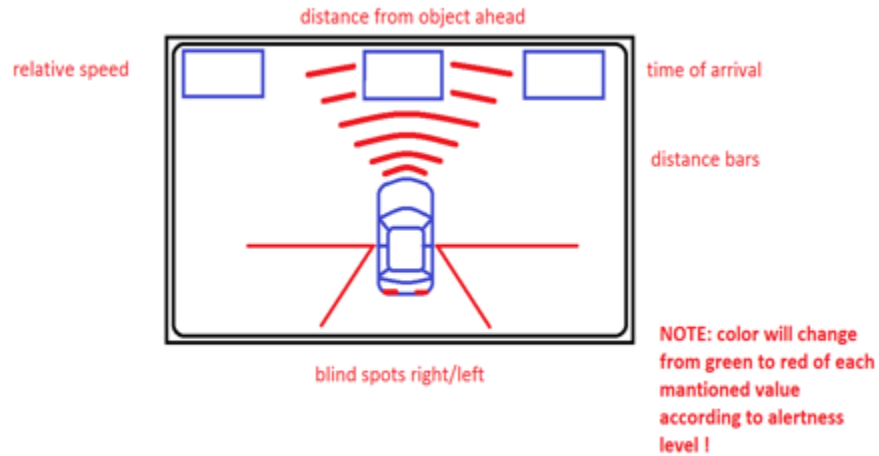 distance from object ahead
relative speed
time of arrival
distance bars
blind spots right/left
NOTE: color will change
from green to red of each
mantioned value
according to alertness
level !